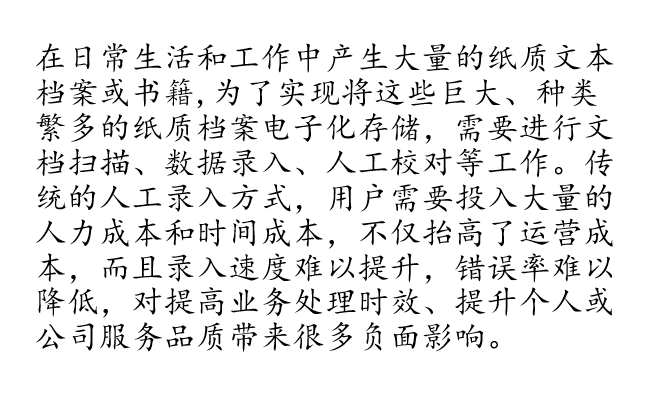 在日常生活和工作中产生大量的纸质文本
档案或书籍,为了实现将这些巨大、种类
繁多的纸质档案电子化存储，需要进行文
档扫描、数据录入、人工校对等工作。传
统的人工录入方式，用户需要投入大量的
人力成本和时间成本，不仅抬高了运营成
本，而且录入速度难以提升，错误率难以
降低，对提高业务处理时效、提升个人或
公司服务品质带来很多负面影响。